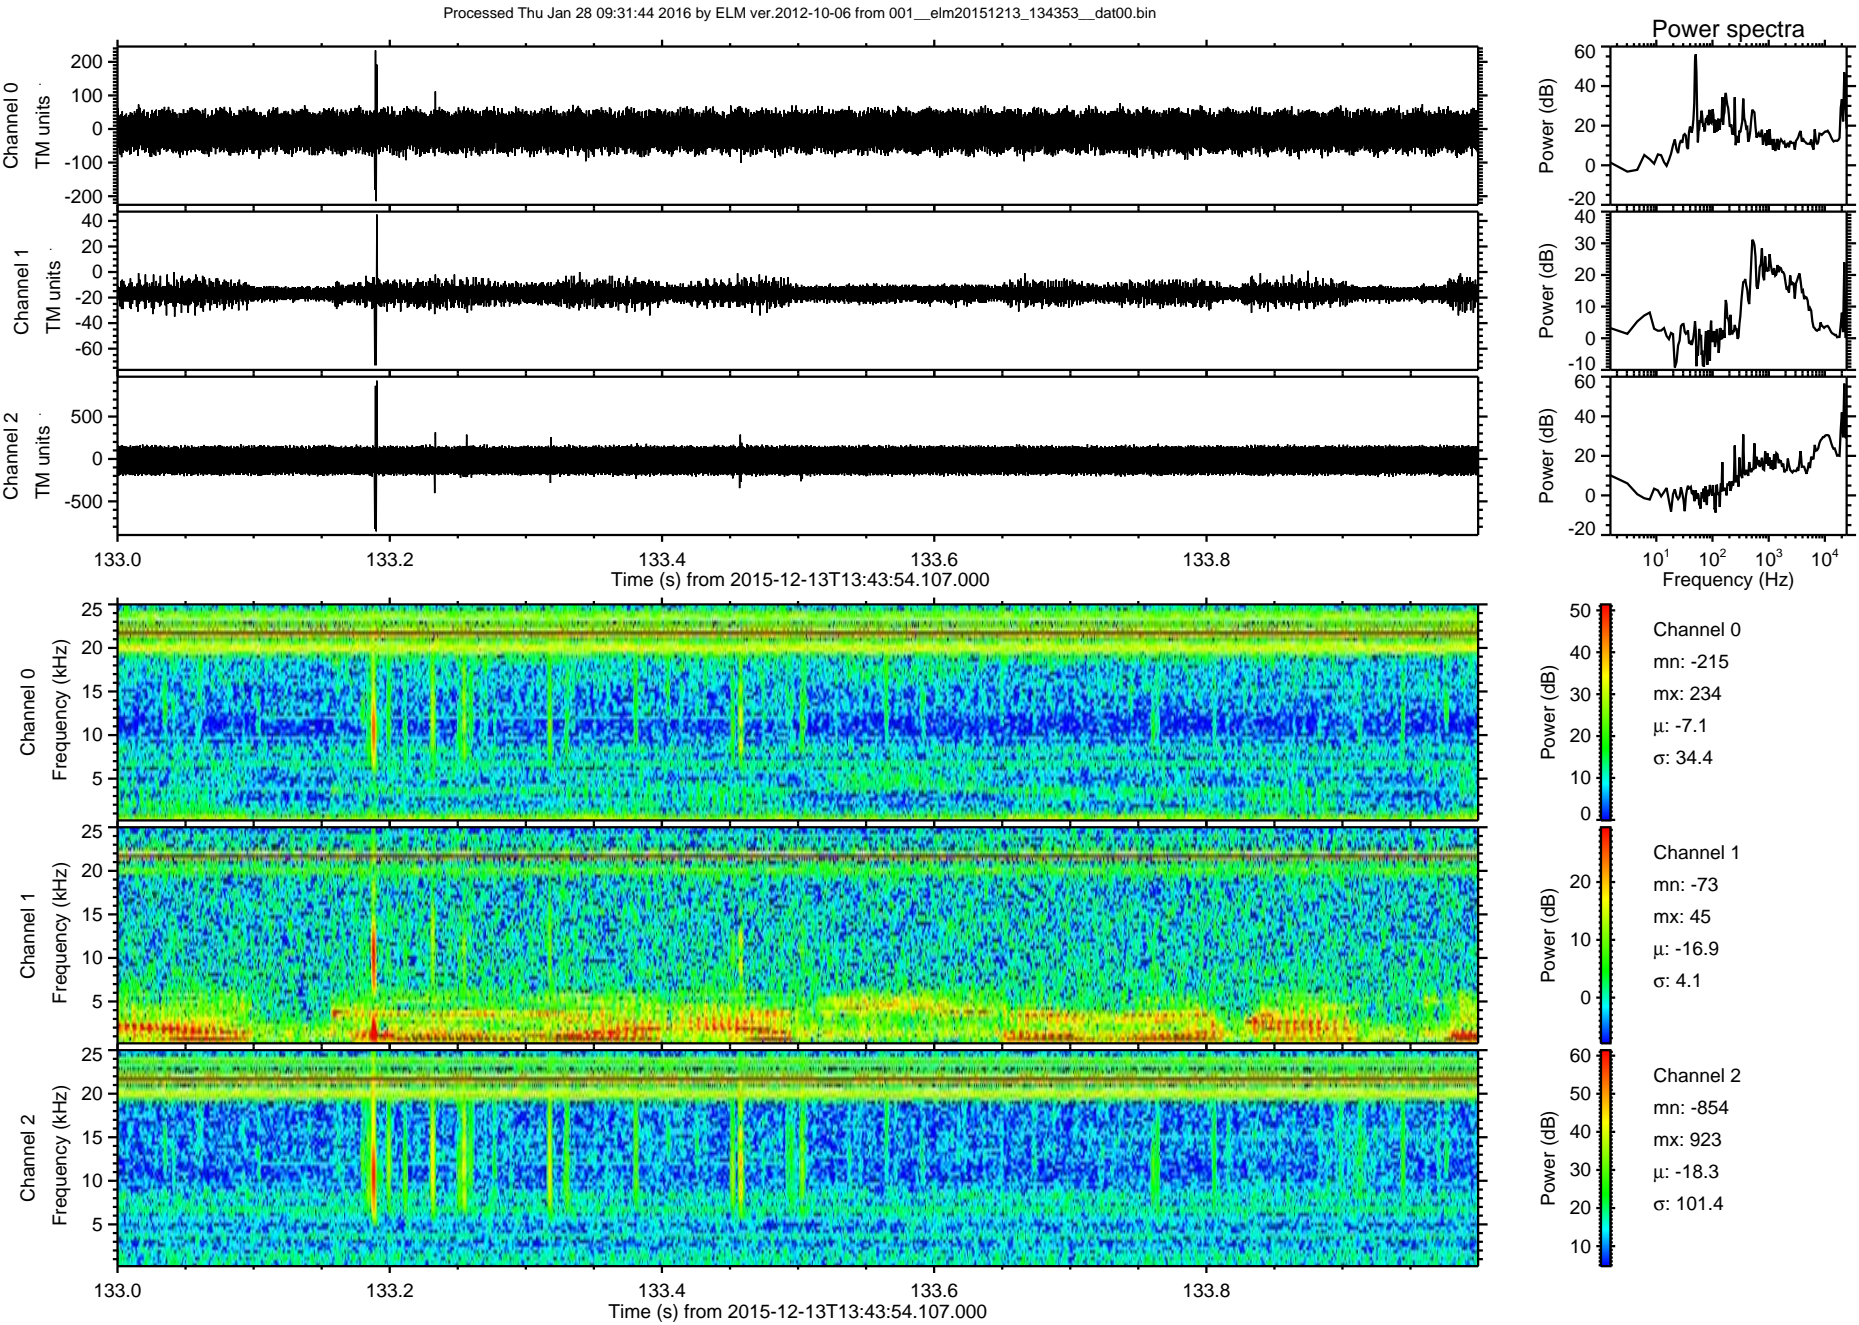 Processed Thu Jan 28 09:31:44 2016 by ELM ver.2012-10-06 from 001__elm20151213_134353__dat00.bin
Power spectra
Channel 0
TM units
200
100
0
-100
-200
Power (dB)
60
40
20
0
-20
Channel 1
TM units
40
20
0
-20
-40
-60
Power (dB)
40
30
20
10
0
-10
Channel 2
TM units
500
0
-500
Power (dB)
60
40
20
0
-20
133.0 133.2 133.4 133.6 133.8
Time (s) from 2015-12-13T13:43:54.107.000
10^1 10^2 10^3 10^4
Frequency (Hz)
Channel 0
Frequency (kHz)
25
20
15
10
5
Power (dB)
50
40
30
20
10
0
Channel 0
mn: -215
mx: 234
μ: -7.1
σ: 34.4
Channel 1
Frequency (kHz)
25
20
15
10
5
Power (dB)
20
10
0
Channel 1
mn: -73
mx: 45
μ: -16.9
σ: 4.1
Channel 2
Frequency (kHz)
25
20
15
10
5
Power (dB)
60
50
40
30
20
10
Channel 2
mn: -854
mx: 923
μ: -18.3
σ: 101.4
133.0 133.2 133.4 133.6 133.8
Time (s) from 2015-12-13T13:43:54.107.000